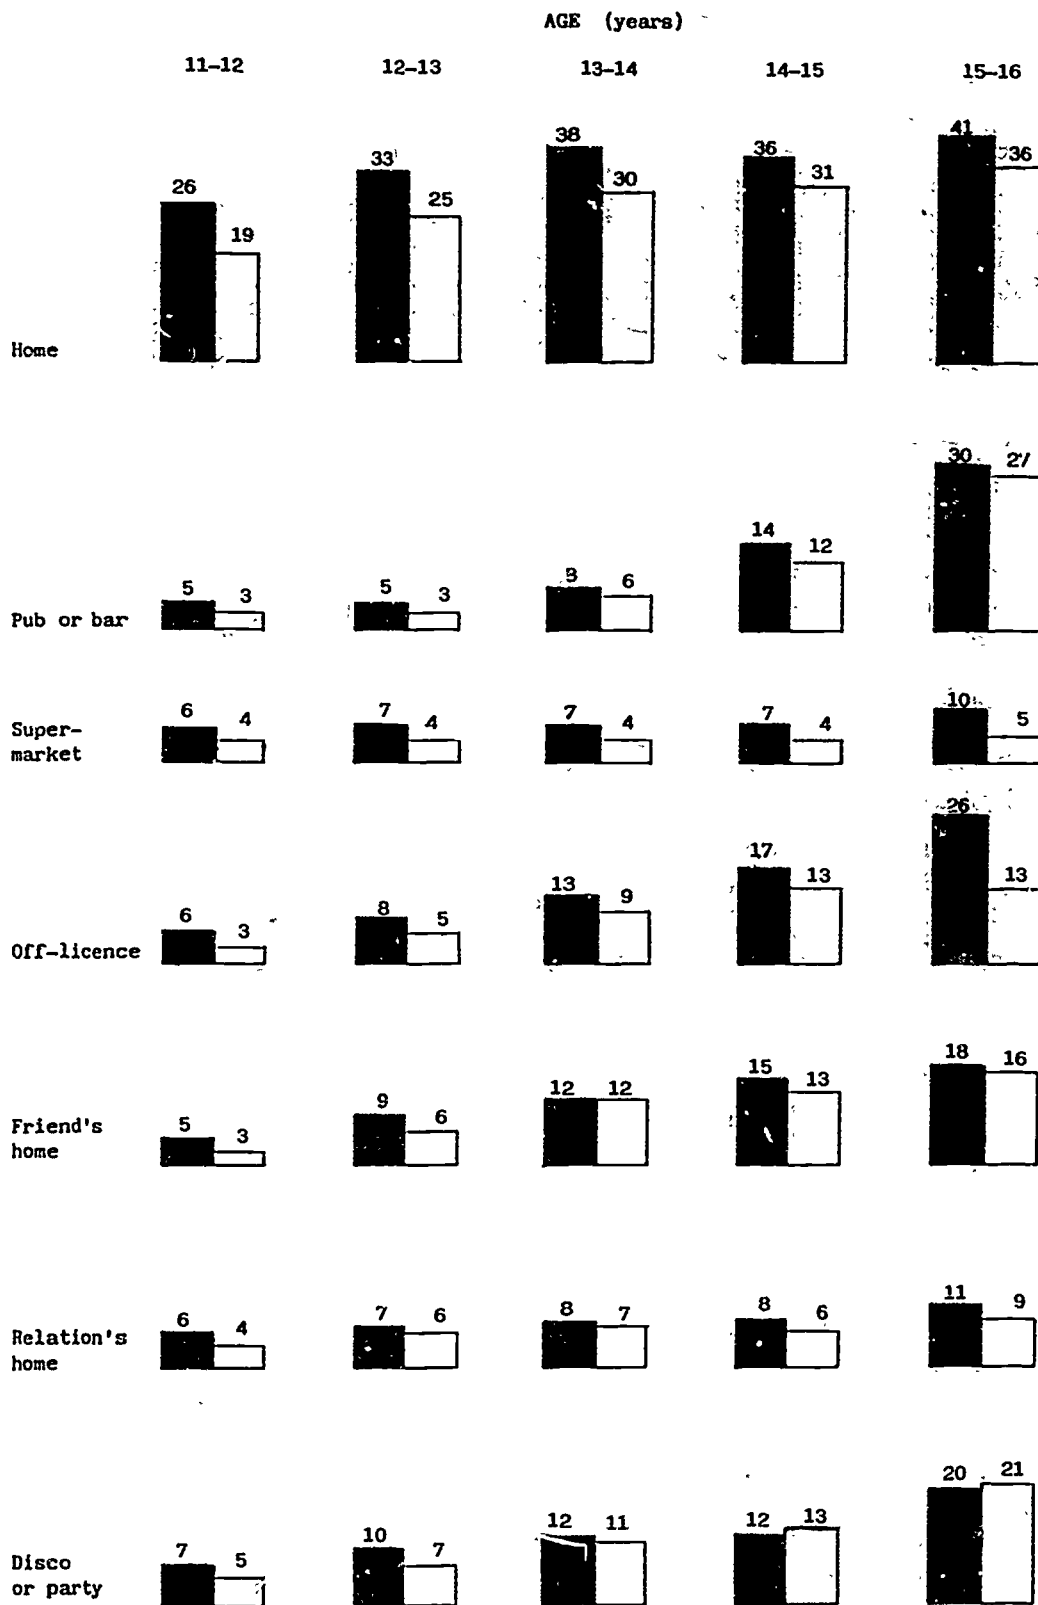 AGE (years)
11-12 12-13 13-14 14-15 15-16
26 19 33 25 38 30 36 31 41 36
Home
5 3 5 3 8 6 14 12 30 27
Pub or bar
6 4 7 4 7 4 7 4 10 5
Super-
market
6 3 8 5 13 9 17 13 26 13
Off-licence
5 3 9 6 12 12 15 13 18 16
Friend's
home
6 4 7 6 8 7 8 6 11 9
Relation's
home
7 5 10 7 12 11 12 13 20 21
Disco
or party